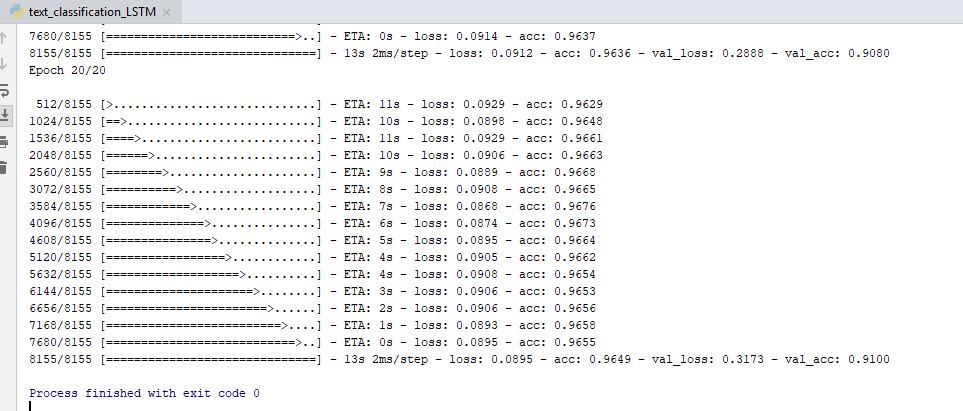 text_classification_LSTM ×
7680/8155 [============================>..] - ETA: 0s - loss: 0.0914 - acc: 0.9637
8155/8155 [==============================] - 13s 2ms/step - loss: 0.0912 - acc: 0.9636 - val_loss: 0.2888 - val_acc: 0.9080
Epoch 20/20
512/8155 [>.............................] - ETA: 11s - loss: 0.0929 - acc: 0.9629
1024/8155 [==>...........................] - ETA: 10s - loss: 0.0898 - acc: 0.9648
1536/8155 [====>.........................] - ETA: 11s - loss: 0.0929 - acc: 0.9661
2048/8155 [======>.......................] - ETA: 10s - loss: 0.0906 - acc: 0.9663
2560/8155 [========>.....................] - ETA: 9s - loss: 0.0889 - acc: 0.9668
3072/8155 [==========>...................] - ETA: 8s - loss: 0.0908 - acc: 0.9665
3584/8155 [============>.................] - ETA: 7s - loss: 0.0868 - acc: 0.9676
4096/8155 [==============>...............] - ETA: 6s - loss: 0.0874 - acc: 0.9673
4608/8155 [===============>..............] - ETA: 5s - loss: 0.0895 - acc: 0.9664
5120/8155 [=================>............] - ETA: 4s - loss: 0.0905 - acc: 0.9662
5632/8155 [===================>..........] - ETA: 4s - loss: 0.0908 - acc: 0.9654
6144/8155 [=====================>........] - ETA: 3s - loss: 0.0906 - acc: 0.9653
6656/8155 [=======================>......] - ETA: 2s - loss: 0.0906 - acc: 0.9656
7168/8155 [=========================>....] - ETA: 1s - loss: 0.0893 - acc: 0.9658
7680/8155 [===========================>..] - ETA: 0s - loss: 0.0895 - acc: 0.9655
8155/8155 [==============================] - 13s 2ms/step - loss: 0.0895 - acc: 0.9649 - val_loss: 0.3173 - val_acc: 0.9100
Process finished with exit code 0